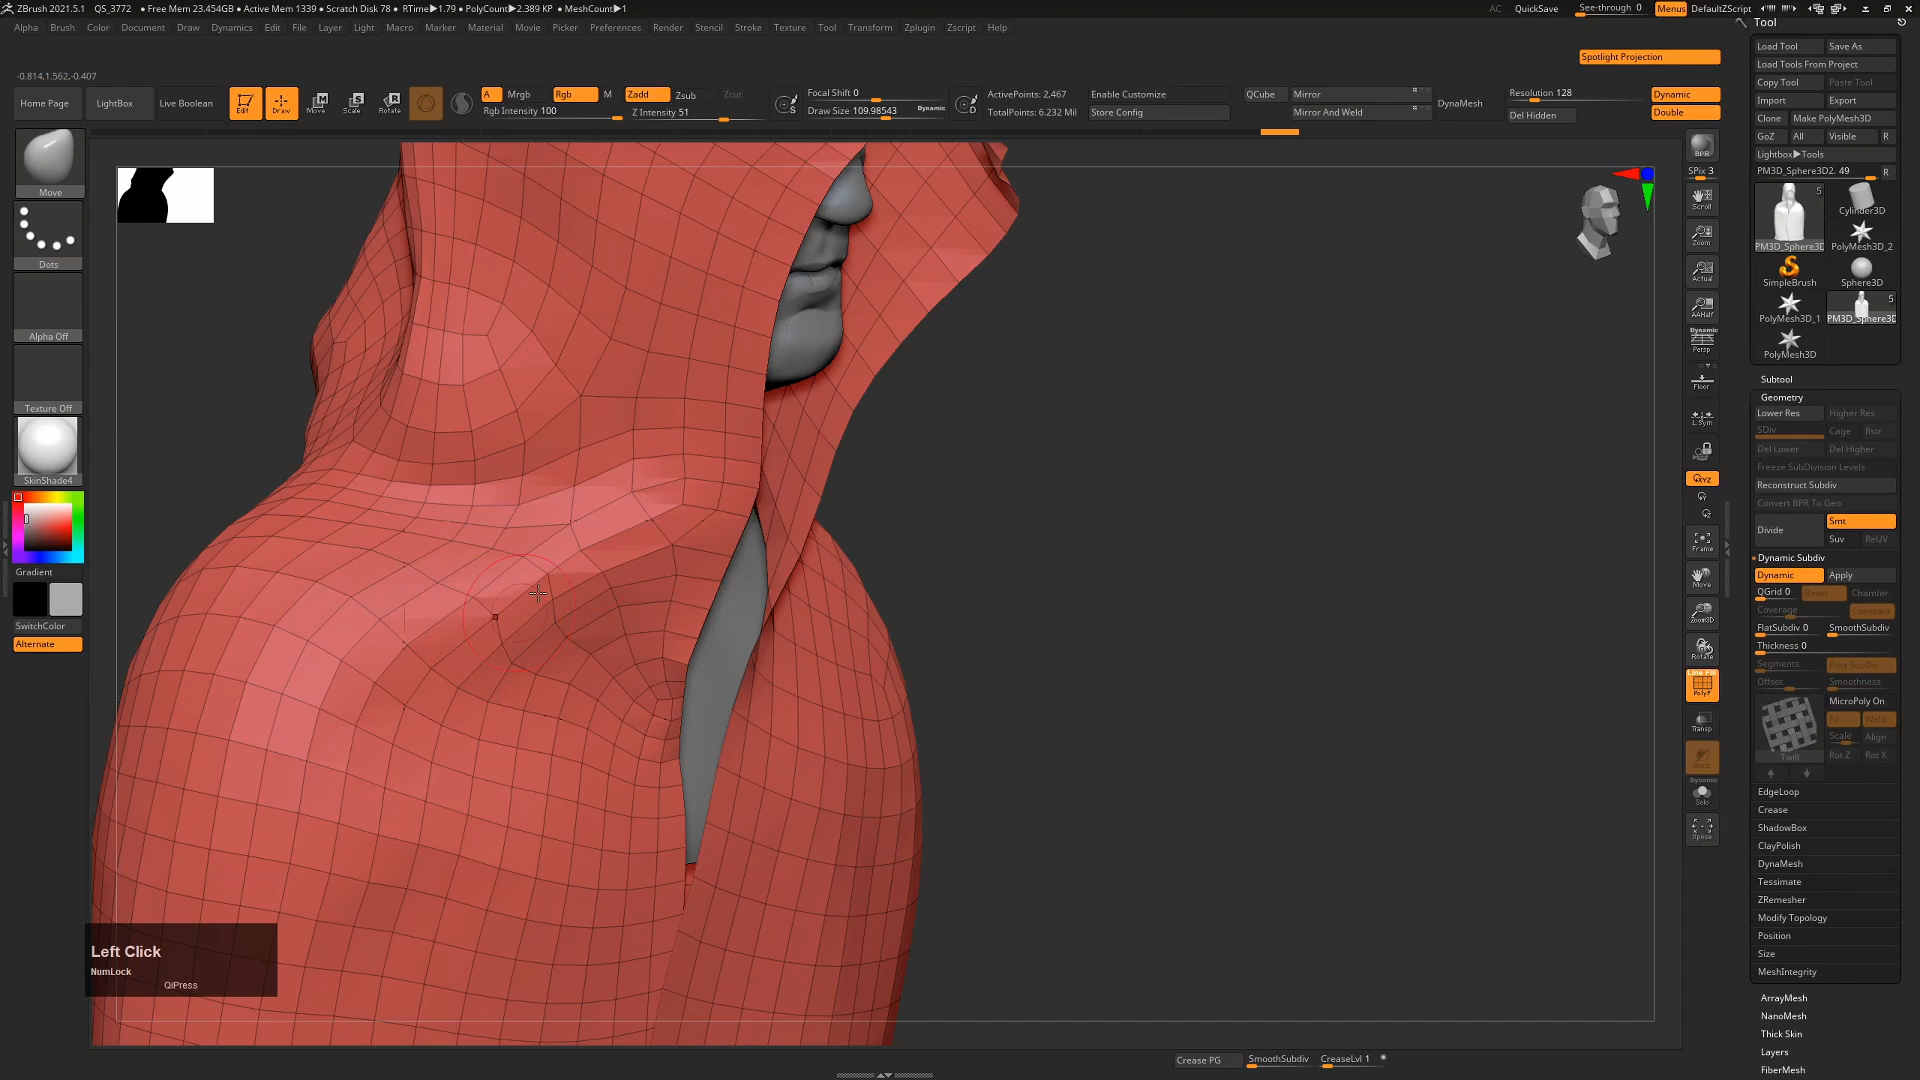 ZBrush 2021.5.1 QS_3772 • Free Mem 23.454GB • Active Mem 1339 • Scratch Disk 78 • RTime▶1.79 • PolyCount▶2.389 KP • MeshCount▶1 AC QuickSave See-through 0 Menus DefaultZScript
Alpha Brush Color Document Draw Dynamics Edit File Layer Light Macro Marker Material Movie Picker Preferences Render Stencil Stroke Texture Tool Transform Zplugin Zscript Help
Spotlight Projection
-0.814,1.562,-0.407
Home Page LightBox Live Boolean Edit Draw Move Scale Rotate
A Mrgb Rgb M Zadd Zsub Zcut
Rgb Intensity 100 Z Intensity 51
S Focal Shift 0
Draw Size 109.98543 Dynamic
D ActivePoints: 2,467
TotalPoints: 6.232 Mil
Enable Customize
Store Config
QCube Mirror
Mirror And Weld
DynaMesh
Resolution 128
Del Hidden
Dynamic
Double
Move
Dots
Alpha Off
Texture Off
SkinShade4
Gradient
SwitchColor
Alternate
Left Click
NumLock
QiPress
BPR
SPix 3
Scroll
Zoom
Actual
AAHalf
Dynamic
Persp
Floor
L.Sym
XYZ
Frame
Move
Zoom3D
Rotate
Line Fill
PolyF
Transp
Ghost
Dynamic
Solo
Xpose
Tool
Load Tool Save As
Load Tools From Project
Copy Tool Paste Tool
Import Export
Clone Make PolyMesh3D
GoZ All Visible R
Lightbox▶Tools
PM3D_Sphere3D2. 49 R
5
PM3D_Sphere3D
Cylinder3D
PolyMesh3D_2
SimpleBrush Sphere3D
5
PolyMesh3D_1 PM3D_Sphere3D
PolyMesh3D
Subtool
Geometry
Lower Res Higher Res
SDiv Cage Rstr
Del Lower Del Higher
Freeze SubDivision Levels
Reconstruct Subdiv
Convert BPR To Geo
Divide Smt
Suv ReUV
Dynamic Subdiv
Dynamic Apply
QGrid 0 Bevel Chamfer
Coverage Constant
FlatSubdiv 0 SmoothSubdiv
Thickness 0
Segments Post SubDiv
Offset Smoothness
MicroPoly On
Fit Weld
Scale Align
Twill Rot Z Rot X
EdgeLoop
Crease
ShadowBox
ClayPolish
DynaMesh
Tessimate
ZRemesher
Modify Topology
Position
Size
MeshIntegrity
ArrayMesh
NanoMesh
Thick Skin
Layers
FiberMesh
Crease PG SmoothSubdiv CreaseLvl 1